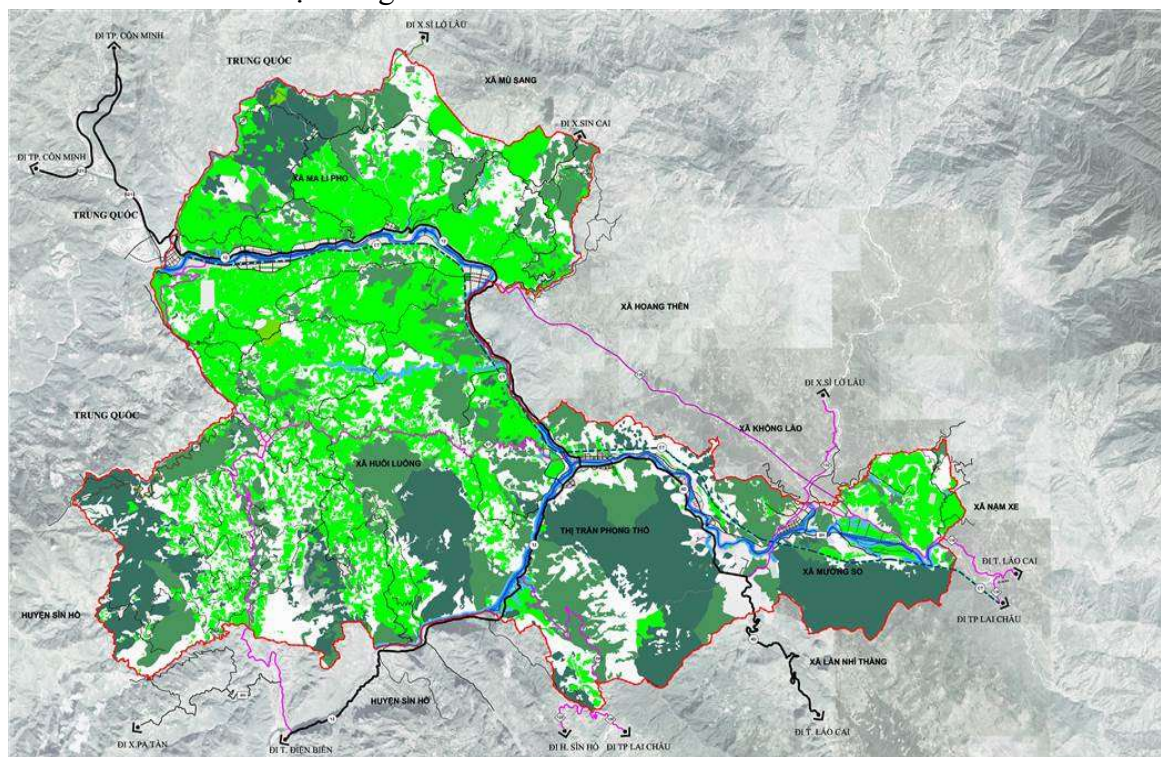 ĐI X.SÌ LỞ LẦU
ĐI TP. CÔN MINH
TRUNG QUỐC
XÃ MÙ SANG
ĐI X.SIN CAI
ĐI TP. CÔN MINH
XÃ MA LI PHO
TRUNG QUỐC
XÃ HOANG THÈN
ĐI X.SÌ LỞ LẦU
TRUNG QUỐC
XÃ KHỔNG LÀO
XÃ HUỔI LUÔNG
XÃ NẬM XE
THỊ TRẤN PHONG THỔ
ĐI T. LÀO CAI
XÃ MƯỜNG SO
HUYỆN SÌN HỒ
ĐI TP LAI CHÂU
XÃ LẢN NHÌ THÀNG
HUYỆN SÌN HỒ
ĐI X.PA TẦN
ĐI T. ĐIỆN BIÊN
ĐI H. SÌN HỒ
ĐI TP LAI CHÂU
ĐI T. LÀO CAI